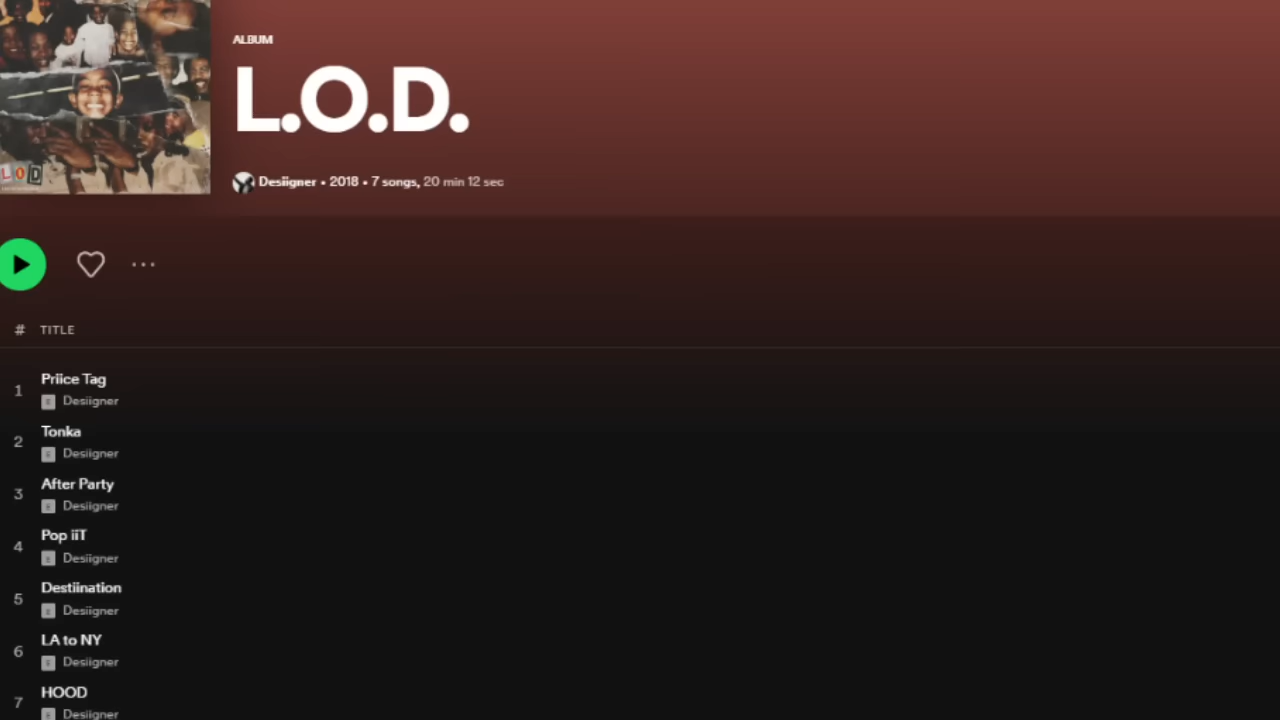 ALBUM
L.O.D.
LOD
Desiigner • 2018 • 7 songs, 20 min 12 sec
# TITLE
1 Priice Tag
E Desiigner
2 Tonka
E Desiigner
3 After Party
E Desiigner
4 Pop iiT
E Desiigner
5 Destiination
E Desiigner
6 LA to NY
E Desiigner
7 HOOD
E Desiigner